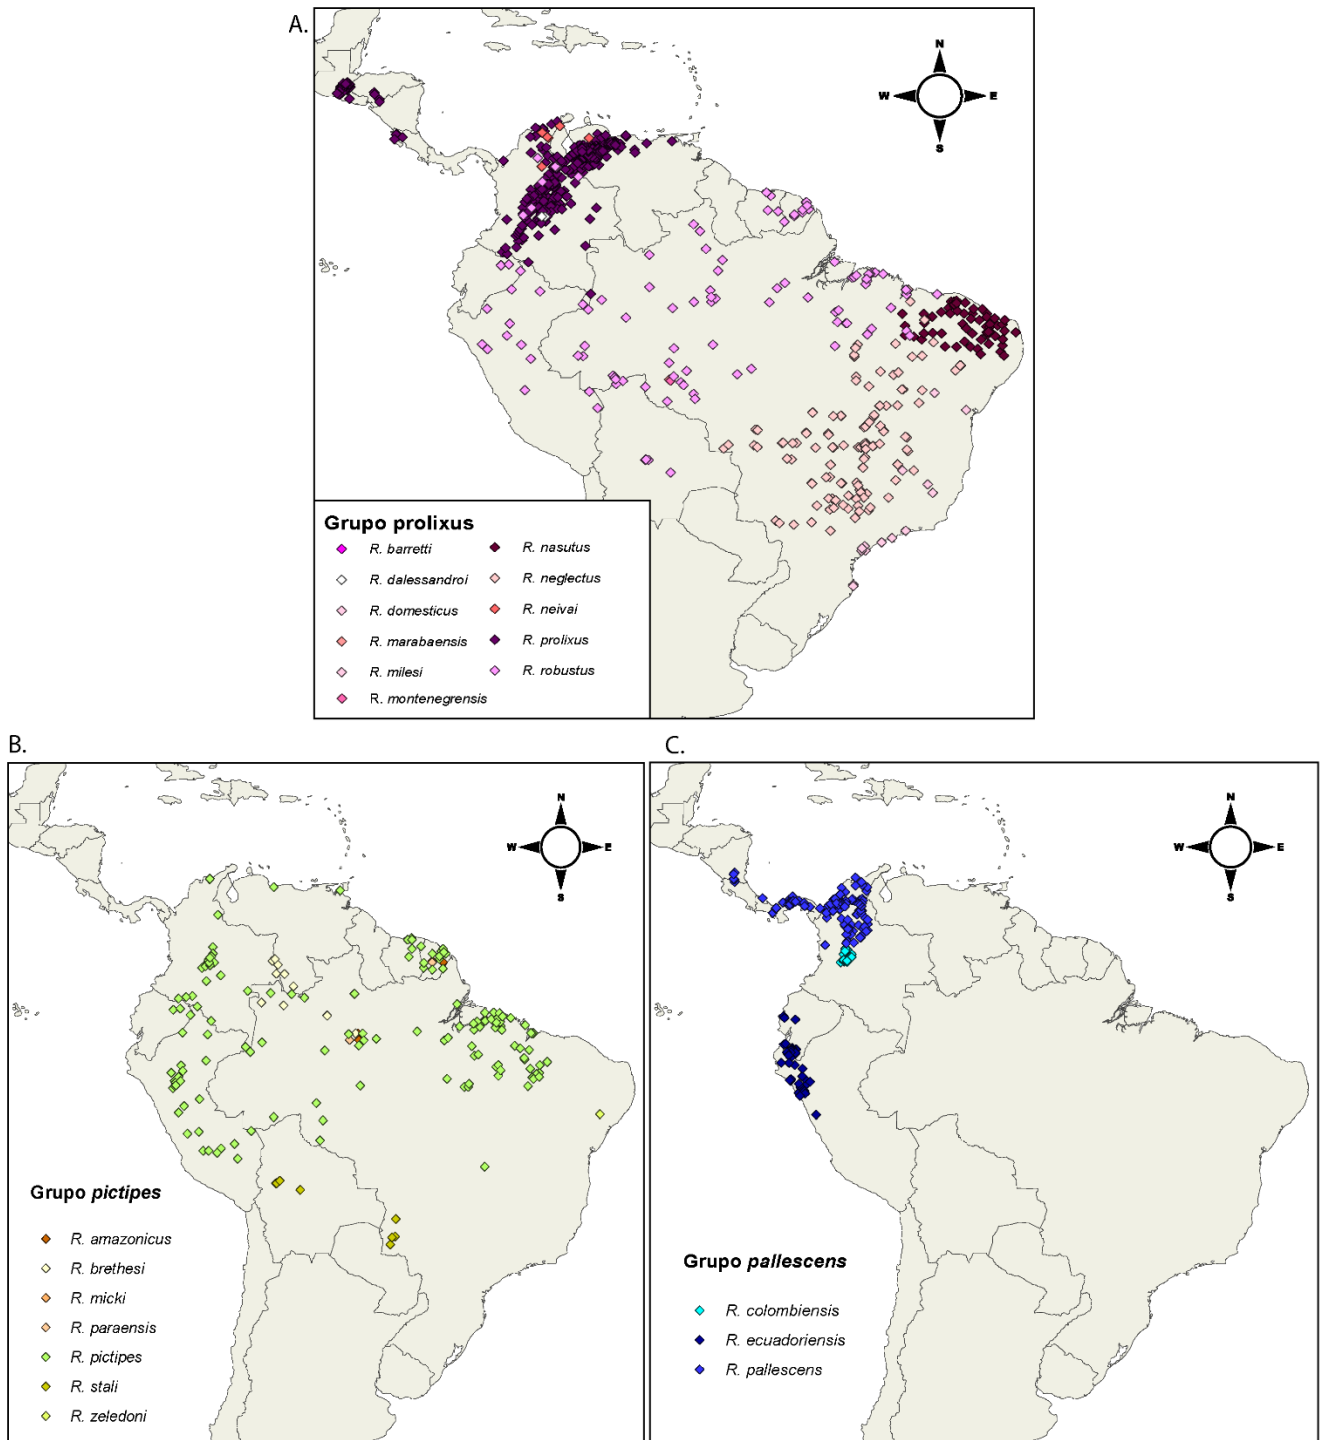 A.
N
W E
S
Grupo prolixus
R. barretti
R. dalessandroi
R. domesticus
R. marabaensis
R. milesi
R. montenegrensis
R. nasutus
R. neglectus
R. neivai
R. prolixus
R. robustus
B.
N
W E
S
Grupo pictipes
R. amazonicus
R. brethesi
R. micki
R. paraensis
R. pictipes
R. stali
R. zeledoni
C.
N
W E
S
Grupo pallescens
R. colombiensis
R. ecuadoriensis
R. pallescens